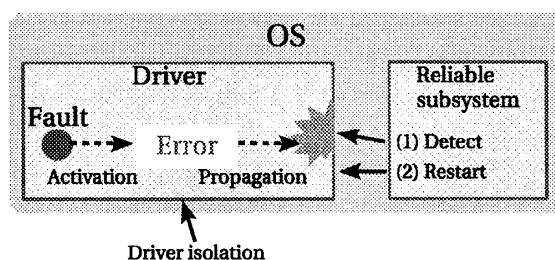 OS
Driver
Reliable
subsystem
Fault
Error
(1) Detect
Activation
Propagation
(2) Restart
Driver isolation